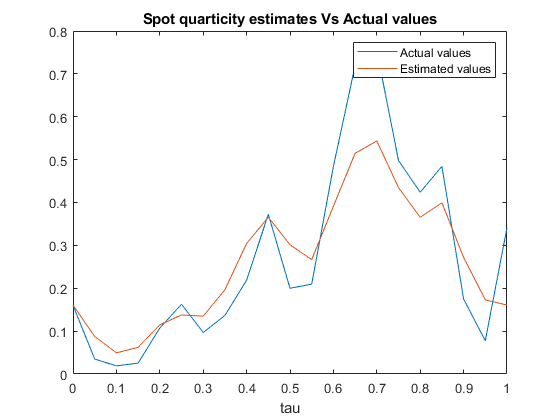 Spot quarticity estimates Vs Actual values
Actual values
Estimated values
0.8
0.7
0.6
0.5
0.4
0.3
0.2
0.1
0
0 0.1 0.2 0.3 0.4 0.5 0.6 0.7 0.8 0.9 1
tau